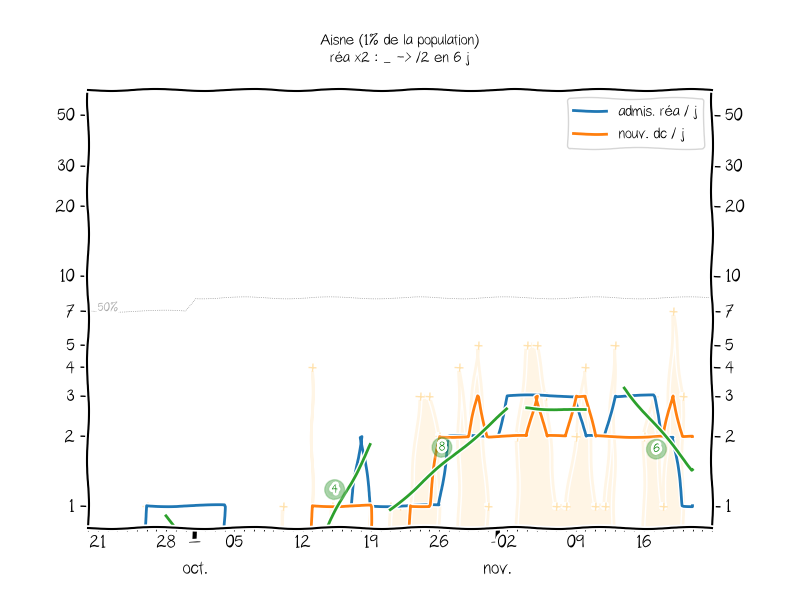 Aisne (1% de la population)
réa x2 : _ -> /2 en 6 j
admis. réa / j
nouv. dc / j
50 50
30 30
20 20
10 10
50%
7 7
5 5
4 4
3 3
2 2
8 6
4
1 1
21 28 05 12 19 26 02 09 16
oct. nov.